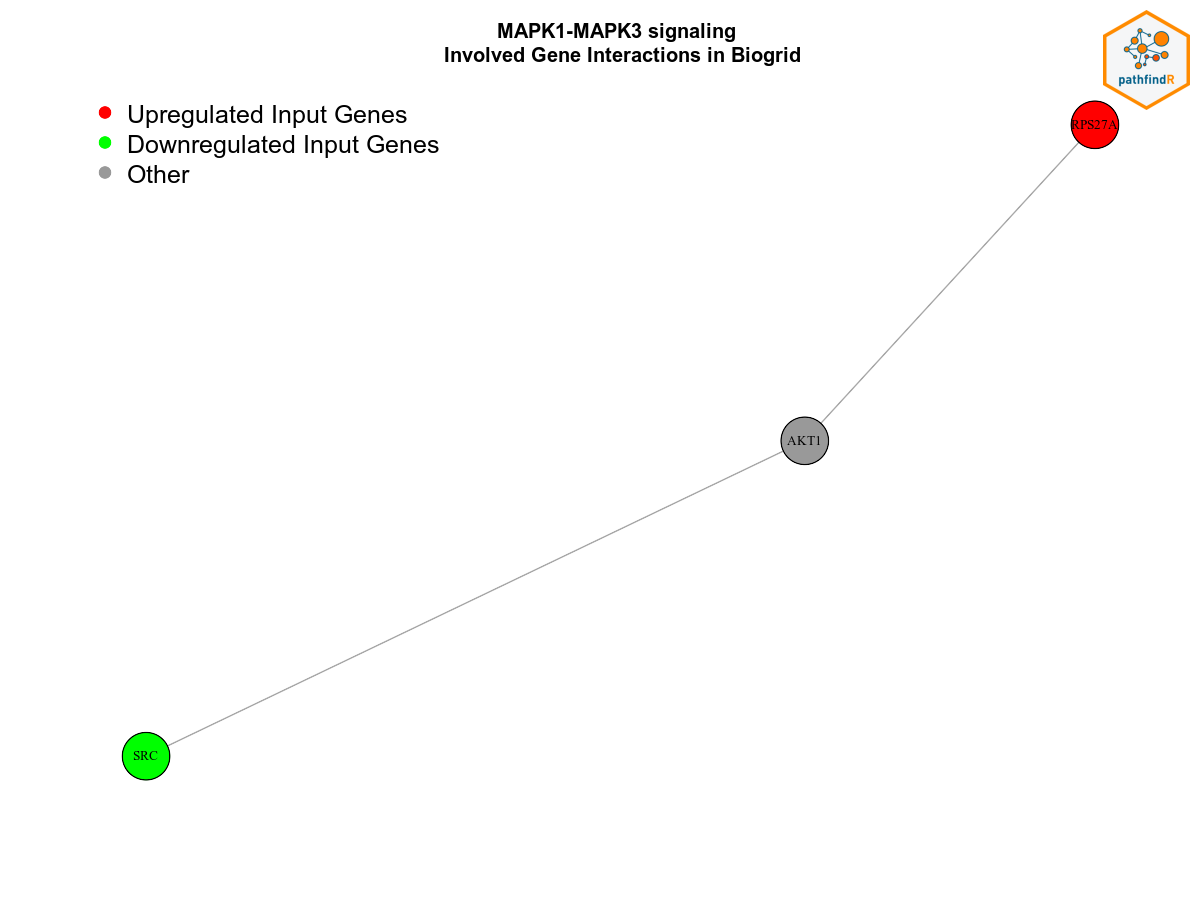 MAPK1-MAPK3 signaling
Involved Gene Interactions in Biogrid
pathfindR
Upregulated Input Genes
Downregulated Input Genes
Other
RPS27A
AKT1
SRC